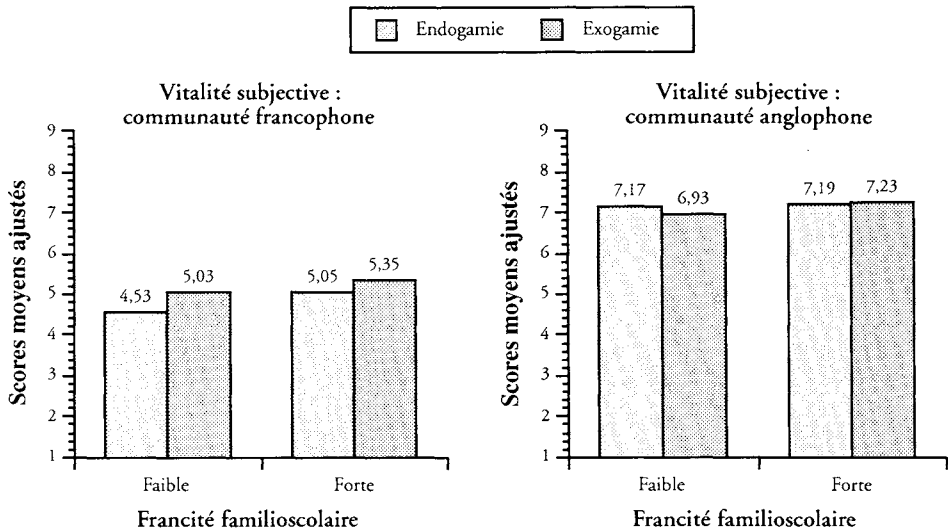 Endogamie Exogamie
Vitalité subjective :
communauté francophone
Scores moyens ajustés
9
8
7
6
5
4
3
2
1
4,53
5,03
5,05
5,35
Faible Forte
Francité familioscolaire
Vitalité subjective :
communauté anglophone
Scores moyens ajustés
9
8
7
6
5
4
3
2
1
7,17
6,93
7,19
7,23
Faible Forte
Francité familioscolaire